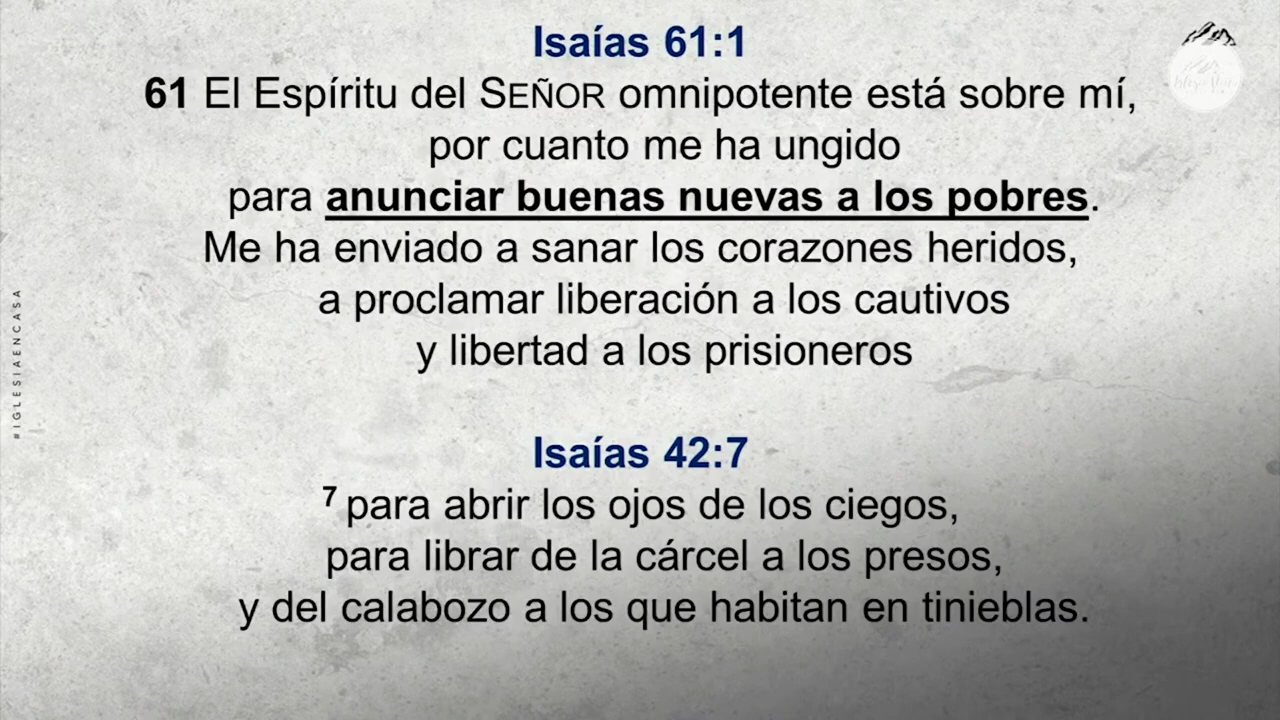 Isaías 61:1
61 El Espíritu del SEÑOR omnipotente está sobre mí,
por cuanto me ha ungido
para anunciar buenas nuevas a los pobres.
Me ha enviado a sanar los corazones heridos,
a proclamar liberación a los cautivos
y libertad a los prisioneros
#IGLESIAENCASA
Isaías 42:7
7 para abrir los ojos de los ciegos,
para librar de la cárcel a los presos,
y del calabozo a los que habitan en tinieblas.